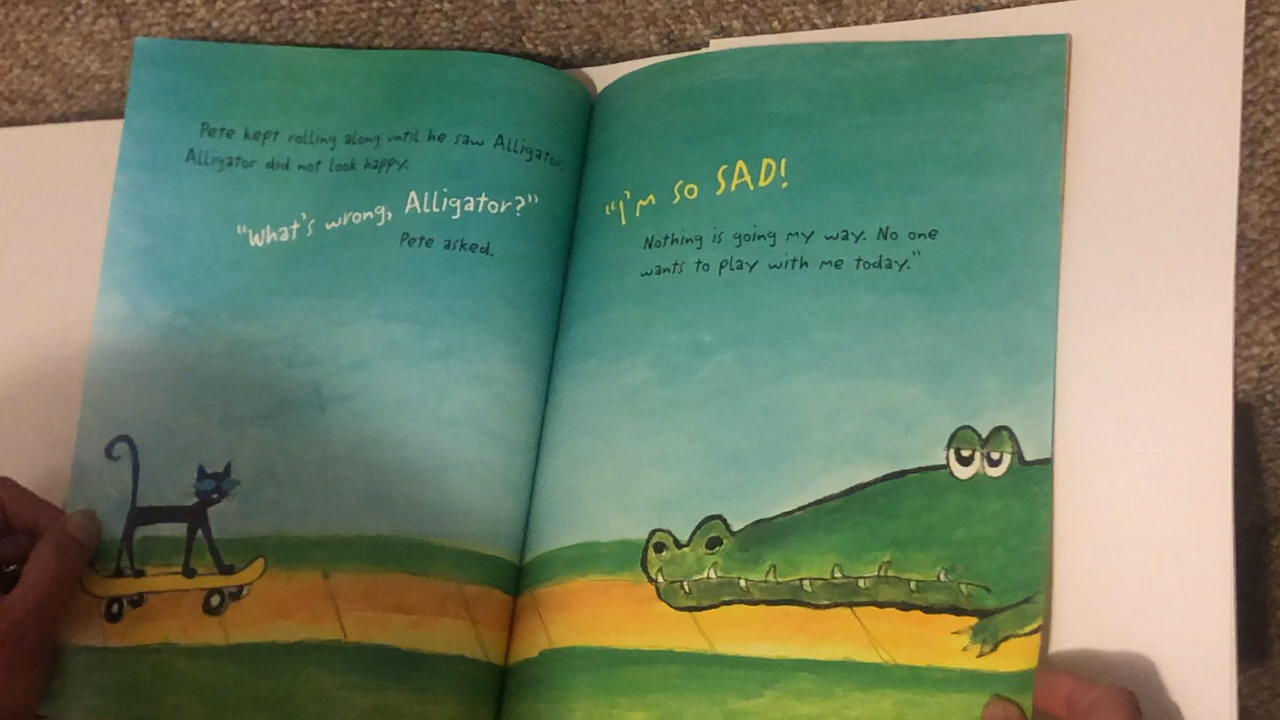 Pete kept rolling along until he saw Alligator.
Alligator did not look happy.
"What's wrong, Alligator?"
Pete asked.
"I'm so SAD!
Nothing is going my way. No one
wants to play with me today."